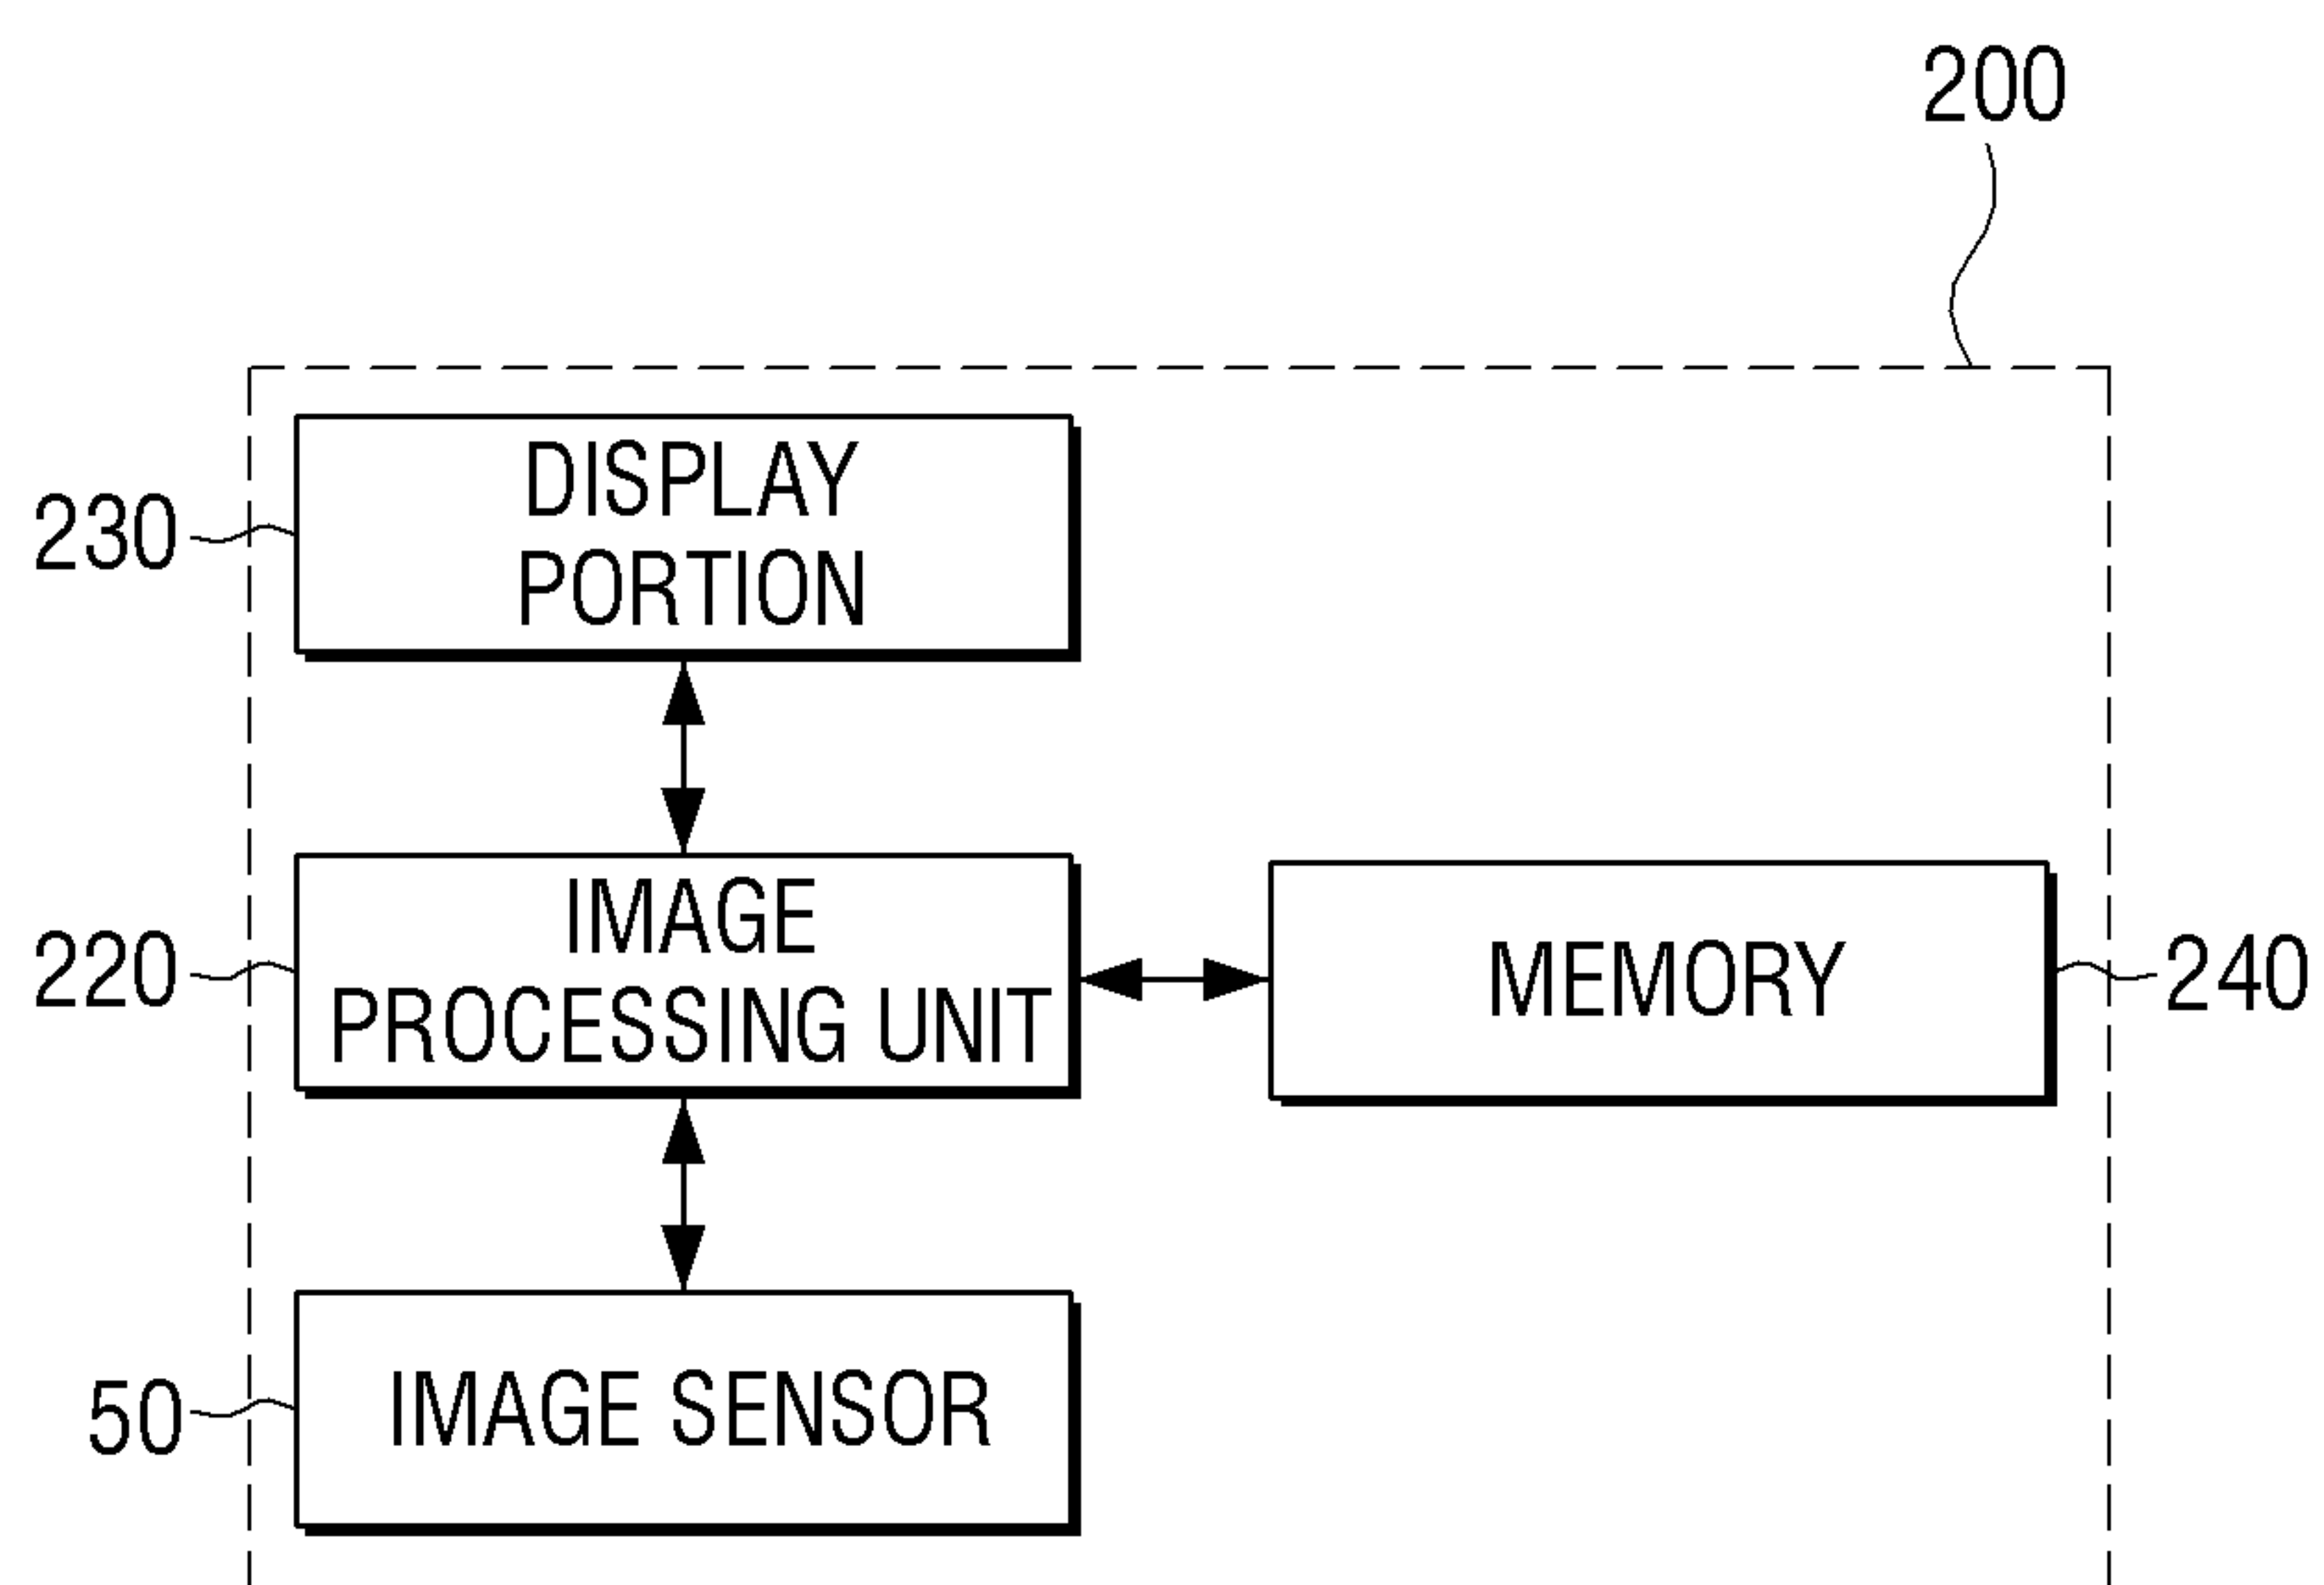 200
230
DISPLAY
PORTION
220
IMAGE
PROCESSING UNIT
MEMORY
240
50
IMAGE SENSOR